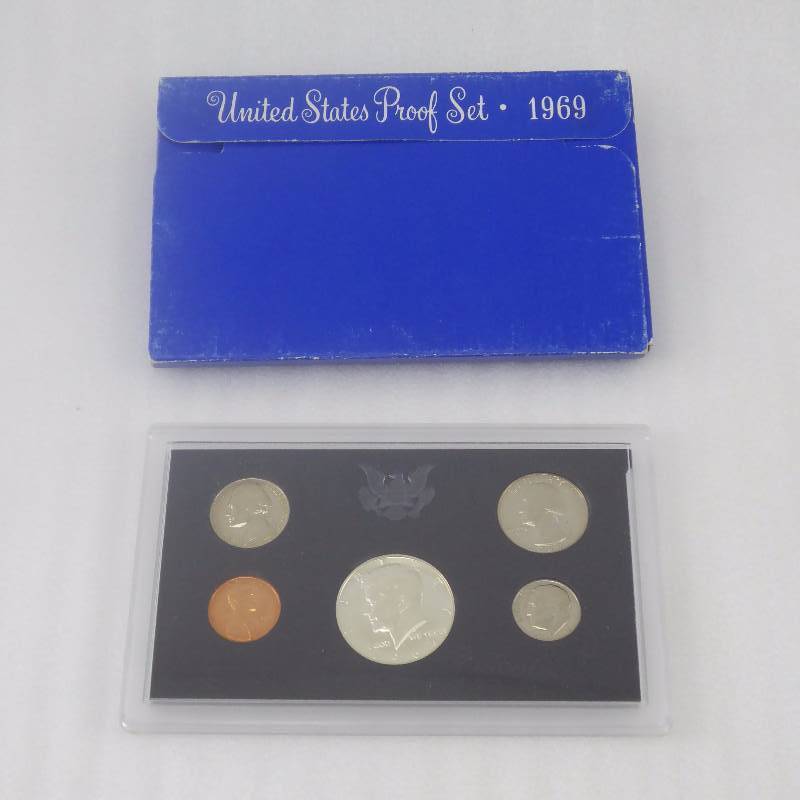 United States Proof Set • 1969